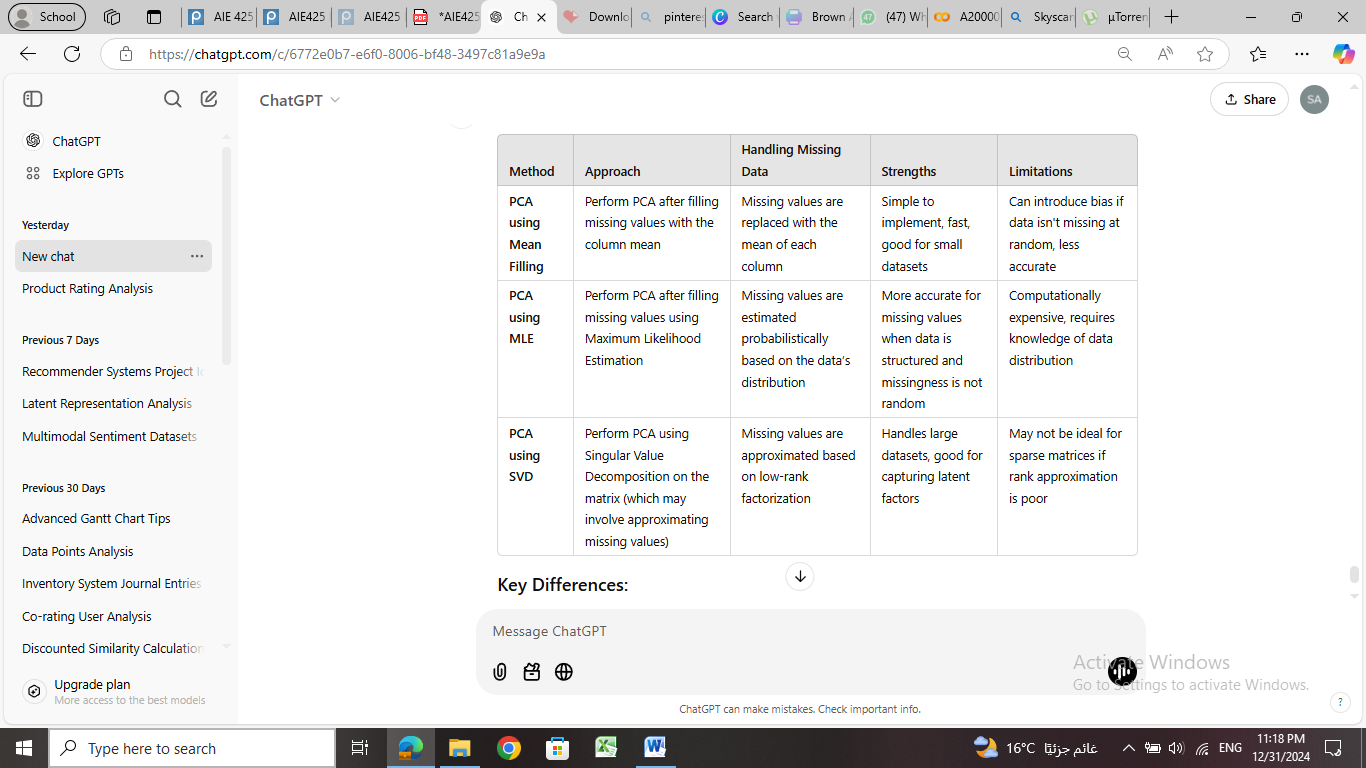 School
AIE 425
AIE425
AIE425
*AIE425
Ch
Downlo
pinteres
Search
Brown
(47) Wh
A20000
Skyscan
µTorren
https://chatgpt.com/c/6772e0b7-e6f0-8006-bf48-3497c81a9e9a
ChatGPT
Explore GPTs
Yesterday
New chat
Product Rating Analysis
Previous 7 Days
Recommender Systems Project
Latent Representation Analysis
Multimodal Sentiment Datasets
Previous 30 Days
Advanced Gantt Chart Tips
Data Points Analysis
Inventory System Journal Entries
Co-rating User Analysis
Discounted Similarity Calculation
Upgrade plan
More access to the best models
ChatGPT
Share
SA
Method
Approach
Handling Missing
Data
Strengths
Limitations
PCA
using
Mean
Filling
Perform PCA after filling
missing values with the
column mean
Missing values are
replaced with the
mean of each
column
Simple to
implement, fast,
good for small
datasets
Can introduce bias if
data isn't missing at
random, less
accurate
PCA
using
MLE
Perform PCA after filling
missing values using
Maximum Likelihood
Estimation
Missing values are
estimated
probabilistically
based on the data's
distribution
More accurate for
missing values
when data is
structured and
missingness is not
random
Computationally
expensive, requires
knowledge of data
distribution
PCA
using
SVD
Perform PCA using
Singular Value
Decomposition on the
matrix (which may
involve approximating
missing values)
Missing values are
approximated based
on low-rank
factorization
Handles large
datasets, good for
capturing latent
factors
May not be ideal for
sparse matrices if
rank approximation
is poor
Key Differences:
Message ChatGPT
ChatGPT can make mistakes. Check important info.
?
Activate Windows
Go to Settings to activate Windows.
Type here to search
16°C غائم جزئيًا
ENG
11:18 PM
12/31/2024